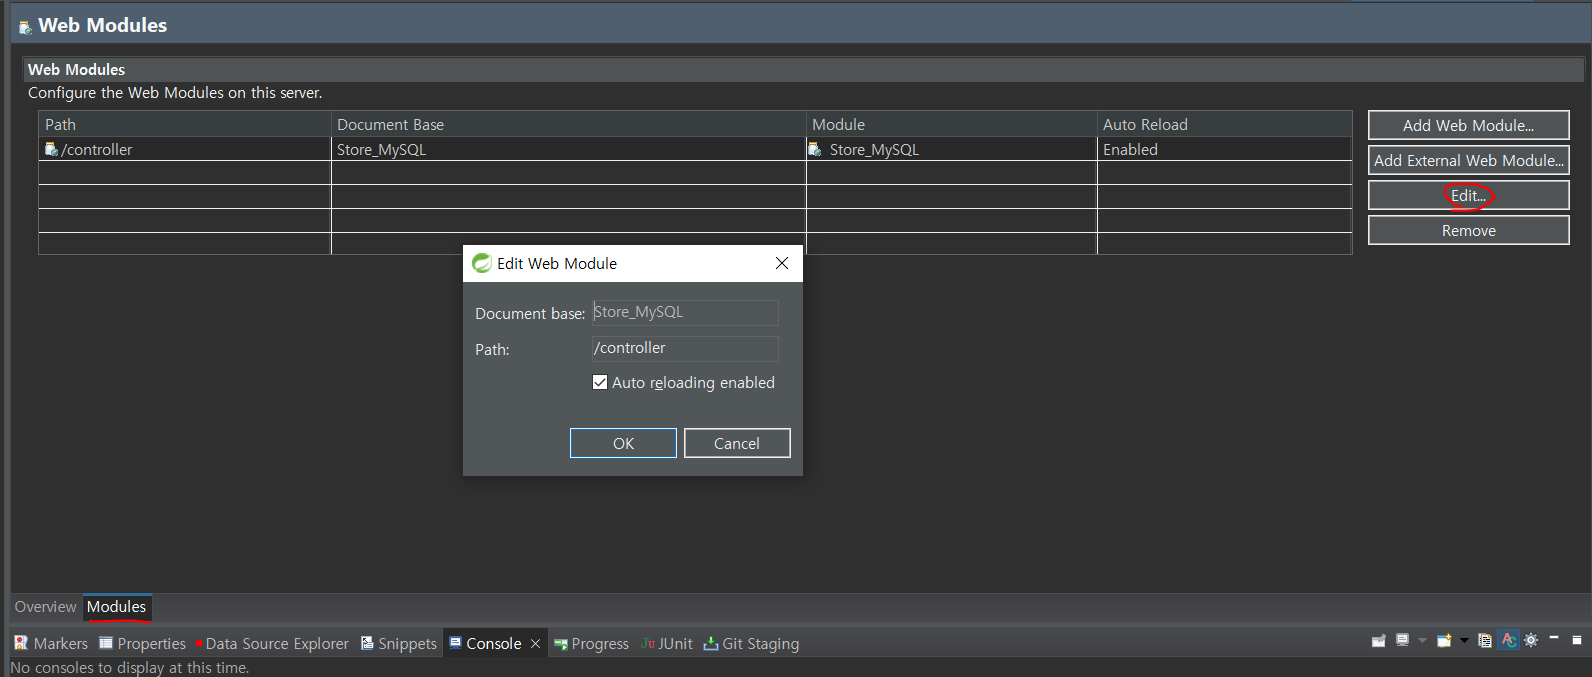 Web Modules
Web Modules
Configure the Web Modules on this server.
Path Document Base Module Auto Reload
/controller Store_MySQL Store_MySQL Enabled
Add Web Module...
Add External Web Module...
Edit...
Remove
Edit Web Module
Document base: Store_MySQL
Path: /controller
Auto reloading enabled
OK Cancel
Overview Modules
Markers Properties Data Source Explorer Snippets Console Progress Ju JUnit Git Staging
No consoles to display at this time.